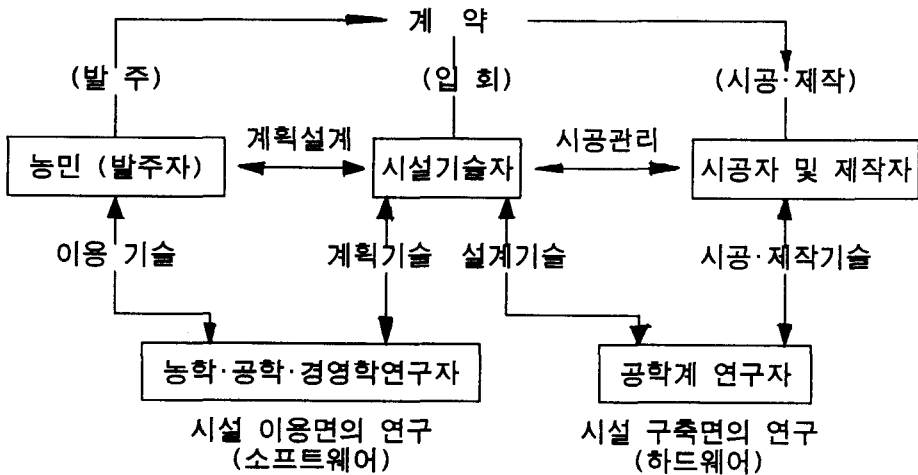 계 약
(발 주) (입 회) (시공·제작)
계획설계 시공관리
농민 (발주자) 시설기술자 시공자 및 제작자
이용 기술 계획기술 설계기술 시공·제작기술
농학·공학·경영학연구자 공학계 연구자
시설 이용면의 연구 시설 구축면의 연구
(소프트웨어) (하드웨어)